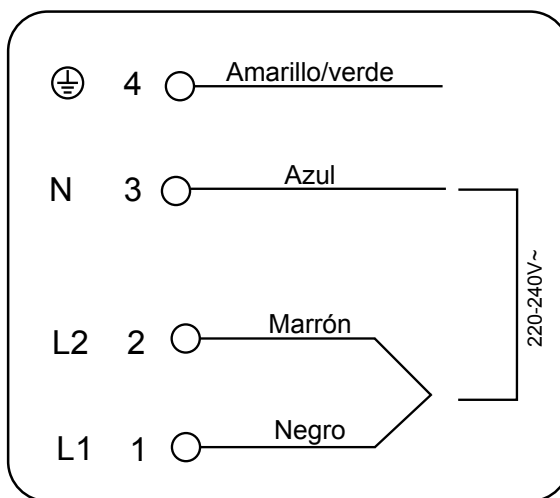 4 Amarillo/verde
N 3 Azul
220-240V~
L2 2 Marrón
L1 1 Negro